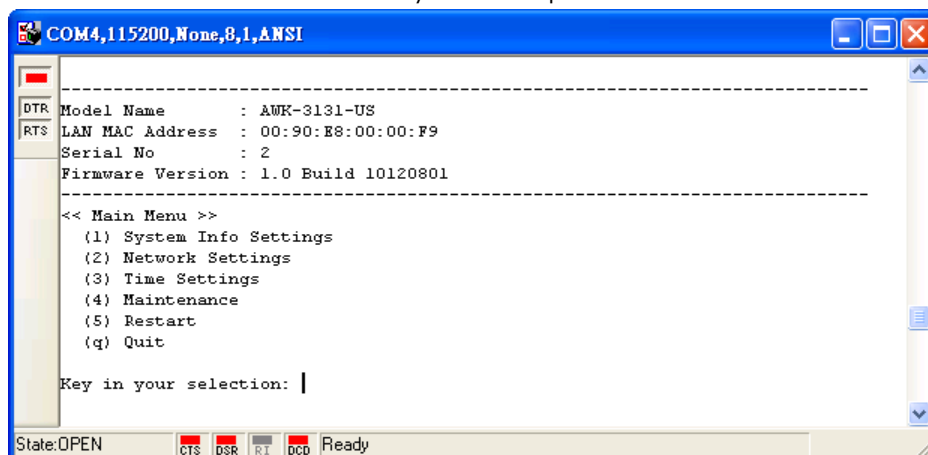 COM4,115200,None,8,1,ANSI
----------------------------------------------------------------------------
DTR
RTS
Model Name : AWK-3131-US
LAN MAC Address : 00:90:E8:00:00:F9
Serial No : 2
Firmware Version : 1.0 Build 10120801
----------------------------------------------------------------------------
<< Main Menu >>
(1) System Info Settings
(2) Network Settings
(3) Time Settings
(4) Maintenance
(5) Restart
(q) Quit
Key in your selection:
State:OPEN CTS DSR RI DCD Ready